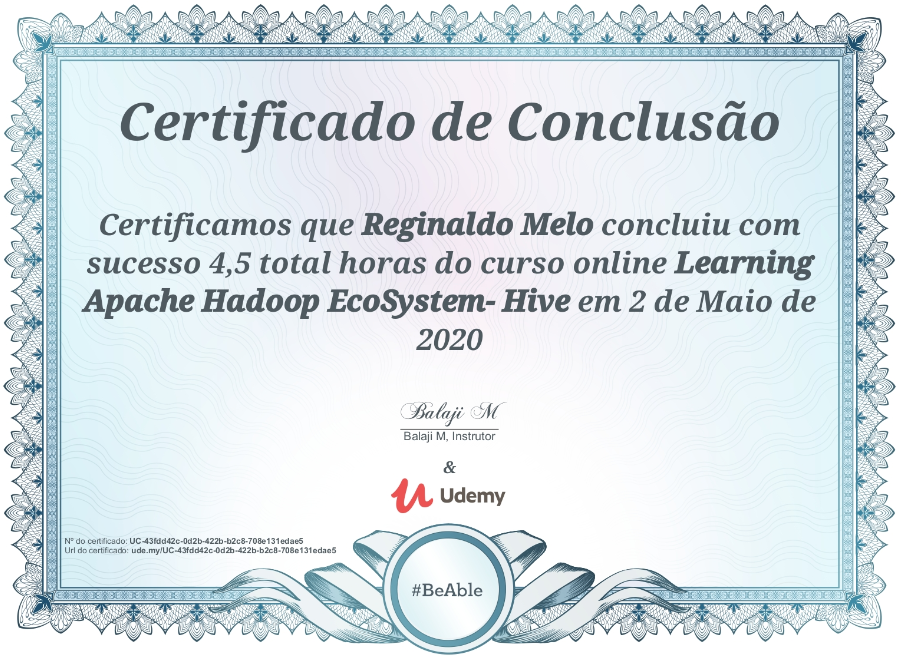 Certificado de Conclusão
Certificamos que Reginaldo Melo concluiu com
sucesso 4,5 total horas do curso online Learning
Apache Hadoop EcoSystem- Hive em 2 de Maio de
2020
Balaji M
Balaji M, Instrutor
&
Udemy
Nº do certificado: UC-43fdd42c-0d2b-422b-b2c8-708e131edae5
Url do certificado: ude.my/UC-43fdd42c-0d2b-422b-b2c8-708e131edae5
#BeAble